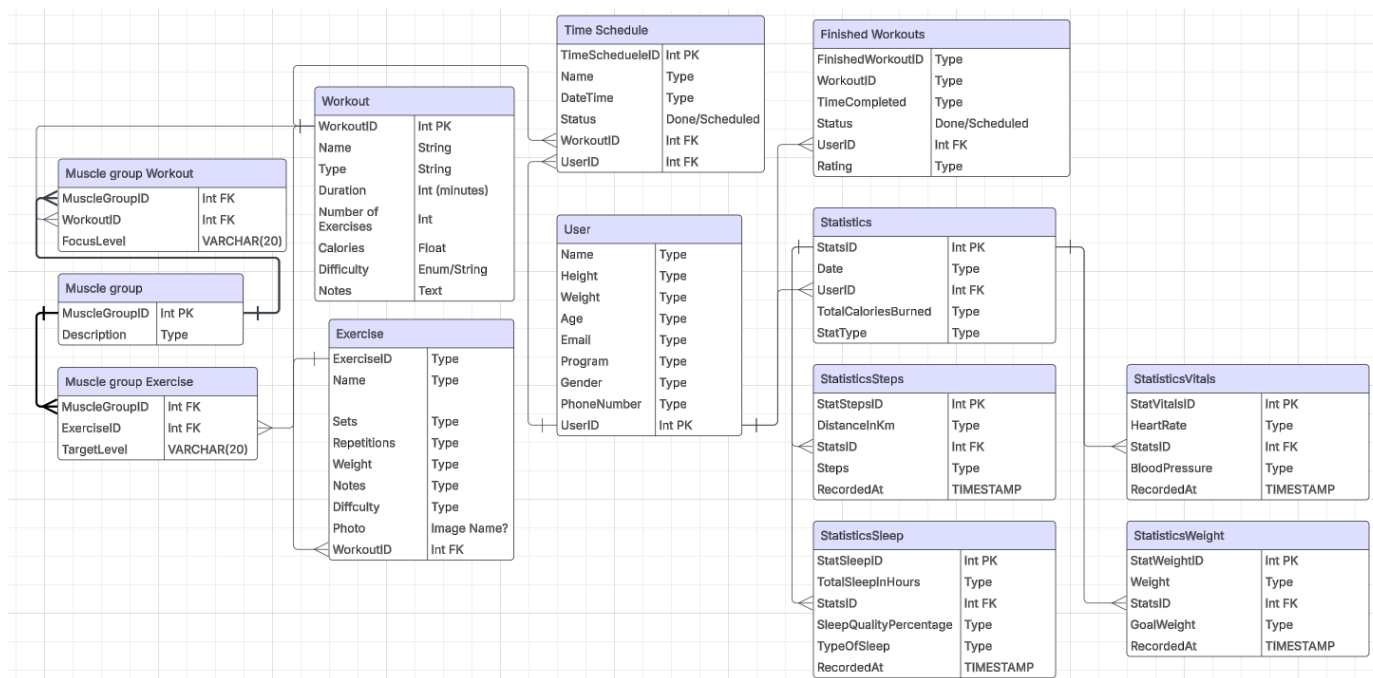 Time Schedule
TimeSchedueleID Int PK
Name Type
DateTime Type
Status Done/Scheduled
WorkoutID Int FK
UserID Int FK
Finished Workouts
FinishedWorkoutID Type
WorkoutID Type
TimeCompleted Type
Status Done/Scheduled
UserID Int FK
Rating Type
Workout
WorkoutID Int PK
Name String
Type String
Duration Int (minutes)
Number of
Exercises Int
Calories Float
Difficulty Enum/String
Notes Text
Muscle group Workout
MuscleGroupID Int FK
WorkoutID Int FK
FocusLevel VARCHAR(20)
User
Name Type
Height Type
Weight Type
Age Type
Email Type
Program Type
Gender Type
PhoneNumber Type
UserID Int PK
Statistics
StatsID Int PK
Date Type
UserID Int FK
TotalCaloriesBurned Type
StatType Type
Muscle group
MuscleGroupID Int PK
Description Type
Exercise
ExerciseID Type
Name Type
Sets Type
Repetitions Type
Weight Type
Notes Type
Diffculty Type
Photo Image Name?
WorkoutID Int FK
Muscle group Exercise
MuscleGroupID Int FK
ExerciseID Int FK
TargetLevel VARCHAR(20)
StatisticsSteps
StatStepsID Int PK
DistanceInKm Type
StatsID Int FK
Steps Type
RecordedAt TIMESTAMP
StatisticsVitals
StatVitalsID Int PK
HeartRate Type
StatsID Int FK
BloodPressure Type
RecordedAt TIMESTAMP
StatisticsSleep
StatSleepID Int PK
TotalSleepInHours Type
StatsID Int FK
SleepQualityPercentage Type
TypeOfSleep Type
RecordedAt TIMESTAMP
StatisticsWeight
StatWeightID Int PK
Weight Type
StatsID Int FK
GoalWeight Type
RecordedAt TIMESTAMP